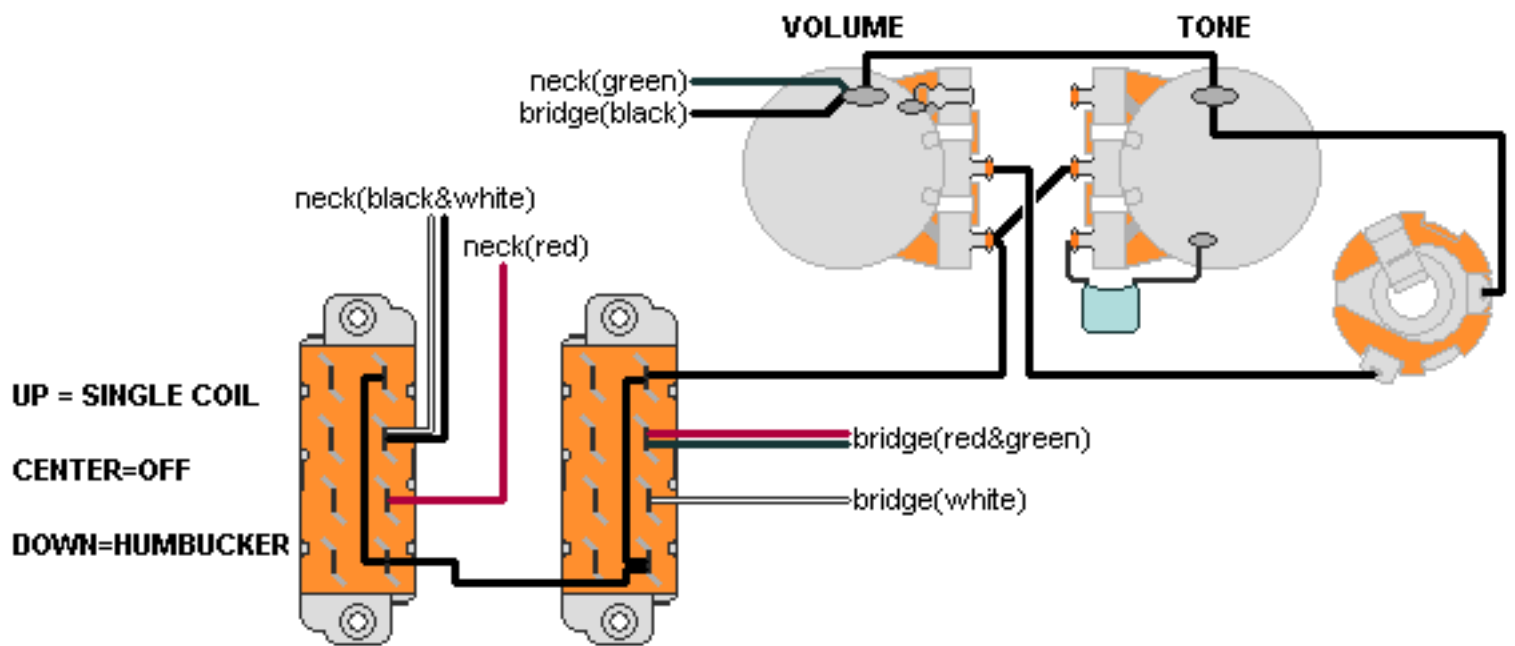 VOLUME
TONE
neck(green)
bridge(black)
neck(black&white)
neck(red)
UP = SINGLE COIL
bridge(red&green)
CENTER=OFF
bridge(white)
DOWN=HUMBUCKER